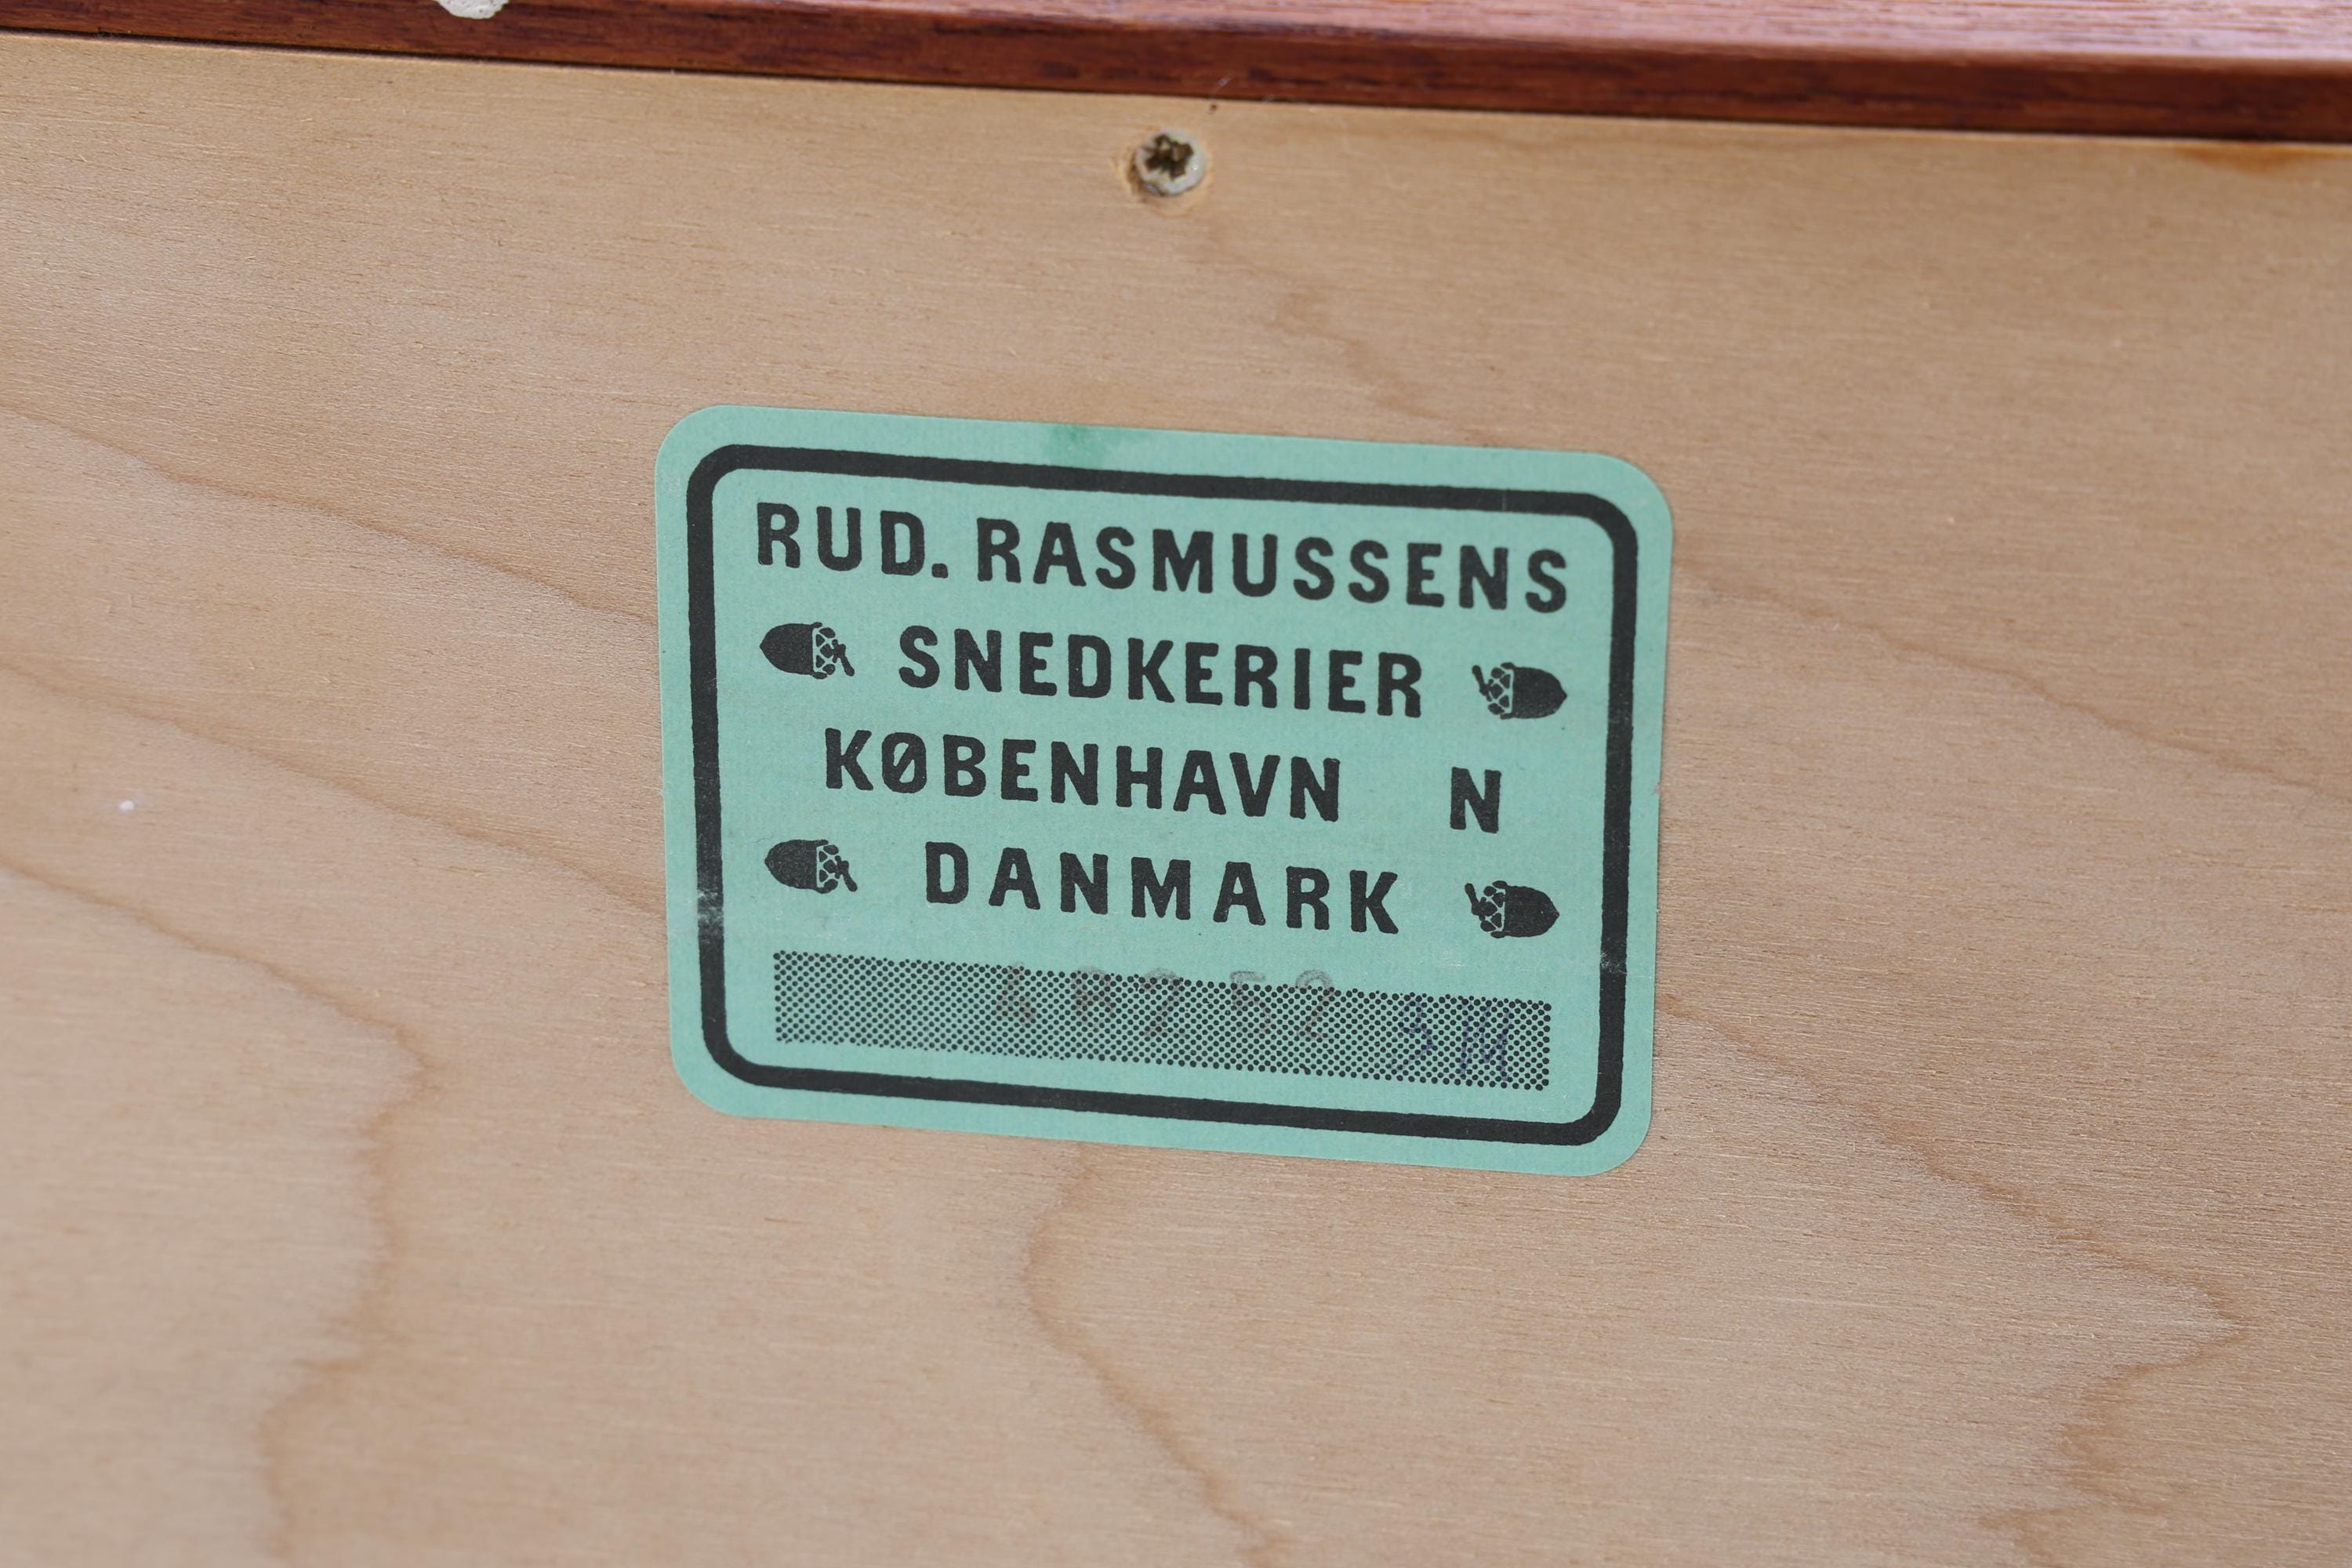 RUD. RASMUSSENS
SNEDKERIER
KØBENHAVN N
DANMARK